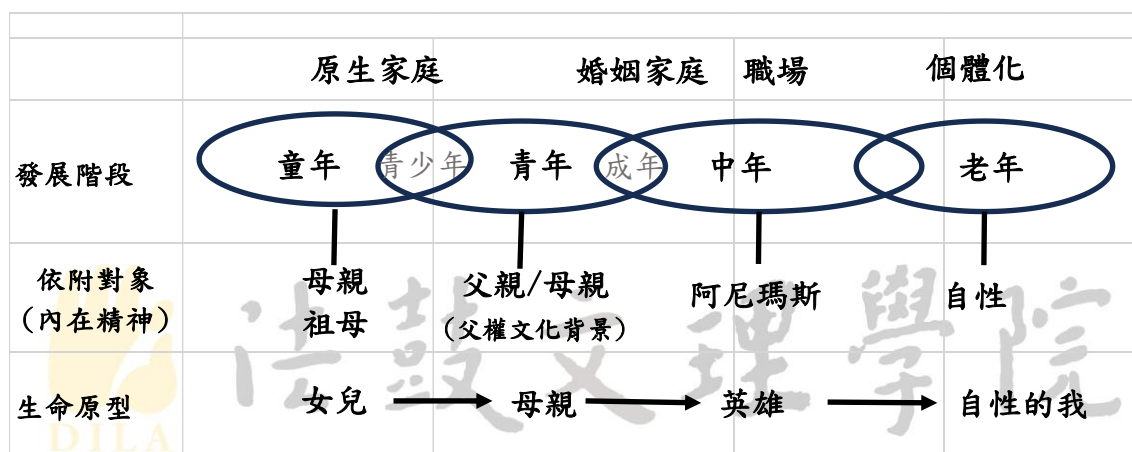 原生家庭 婚姻家庭 職場 個體化
發展階段 童年 青少年 青年 成年 中年 老年
依附對象 母親 父親/母親 阿尼瑪斯 自性
(內在精神) 祖母 (父權文化背景)
生命原型 女兒 母親 英雄 自性的我
法鼓文理學院
DILA